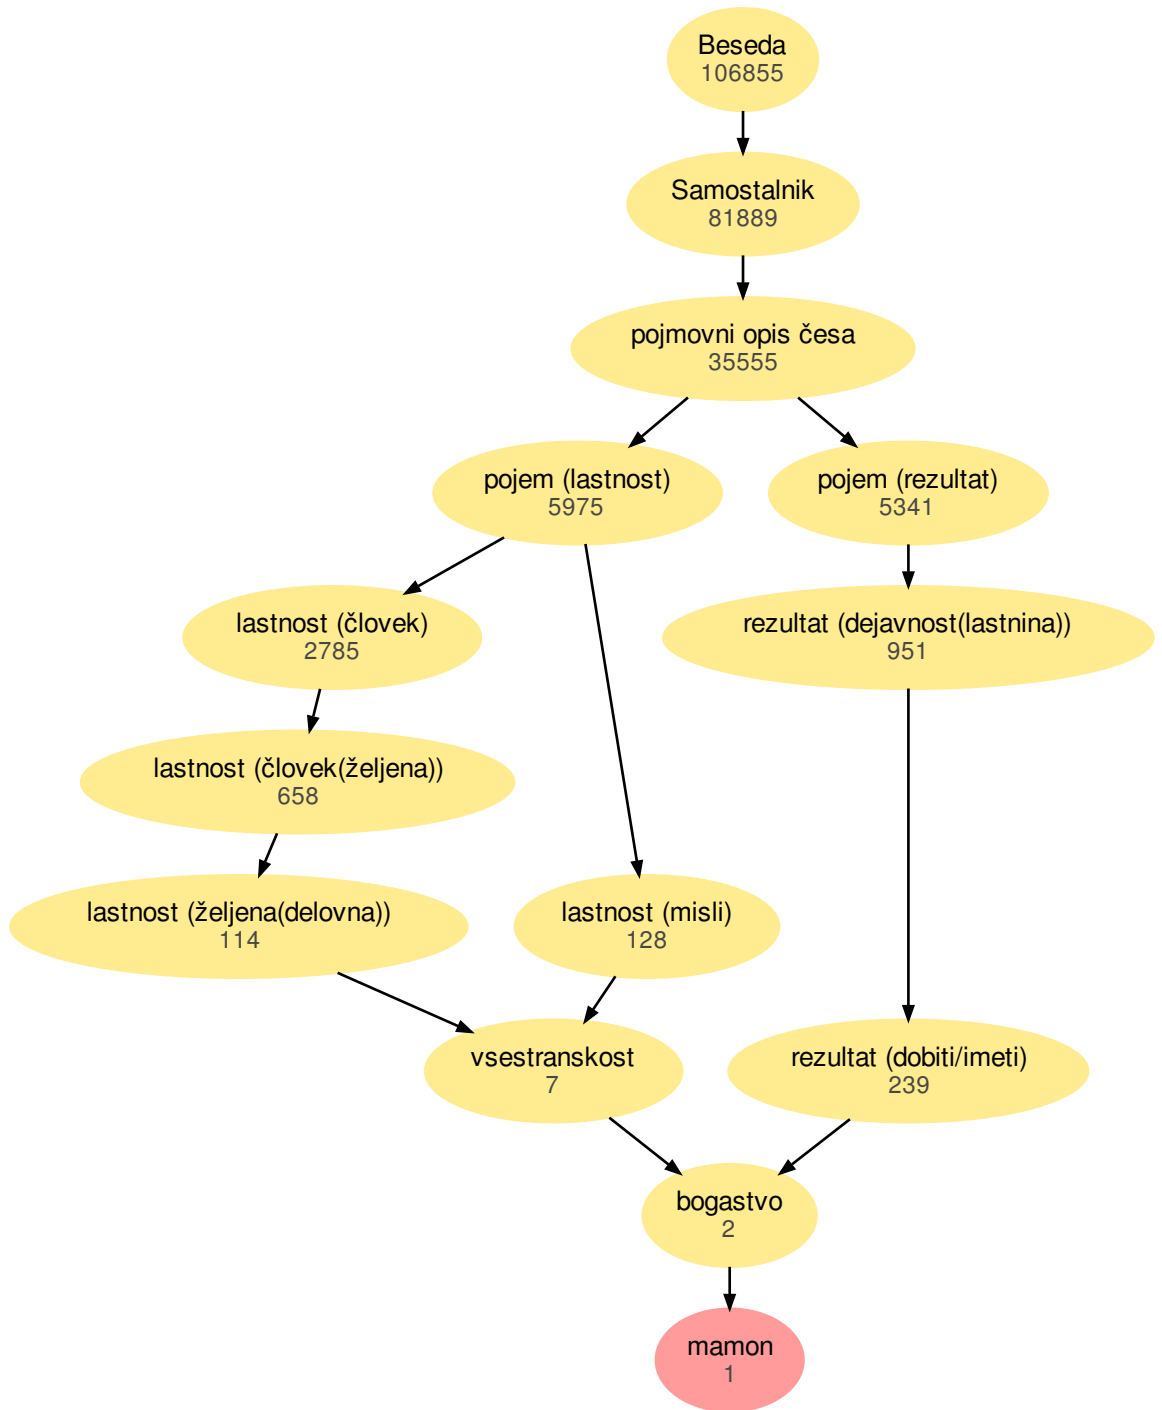 Beseda
106855
Samostalnik
81889
pojmovni opis česa
35555
pojem (lastnost)
5975
pojem (rezultat)
5341
lastnost (človek)
2785
rezultat (dejavnost(lastnina))
951
lastnost (človek(željena))
658
lastnost (željena(delovna))
114
lastnost (misli)
128
vsestranskost
7
rezultat (dobiti/imeti)
239
bogastvo
2
mamon
1